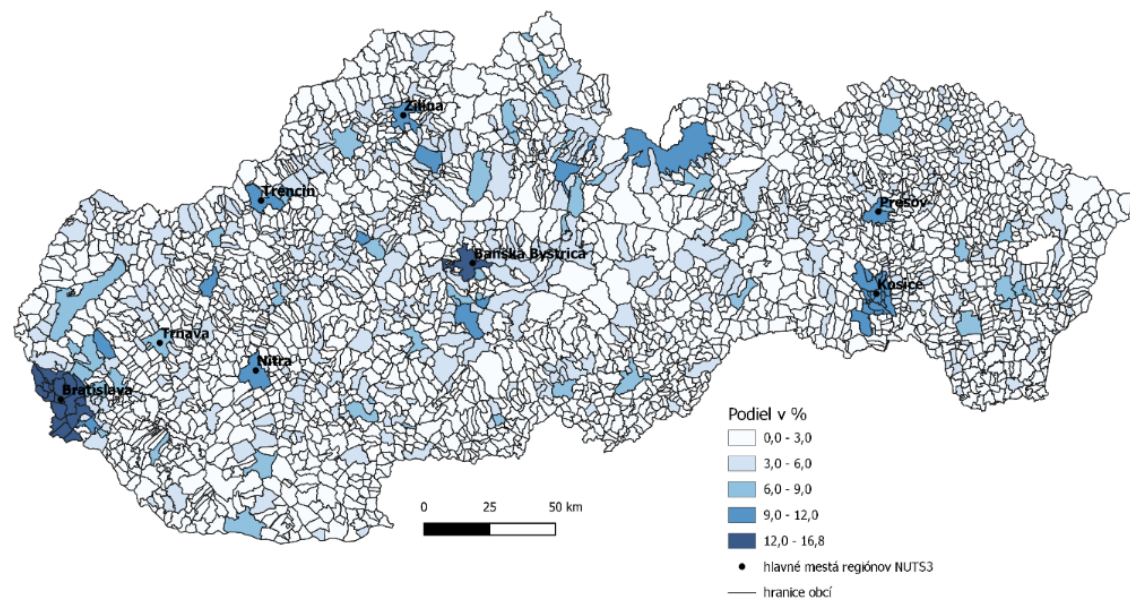 Žilina
Trenčín
Prešov
Banská Bystrica
Košice
Trnava
Nitra
Bratislava
Podiel v %
0,0 - 3,0
3,0 - 6,0
6,0 - 9,0
9,0 - 12,0
12,0 - 16,8
hlavné mestá regiónov NUTS3
hranice obcí
0 25 50 km